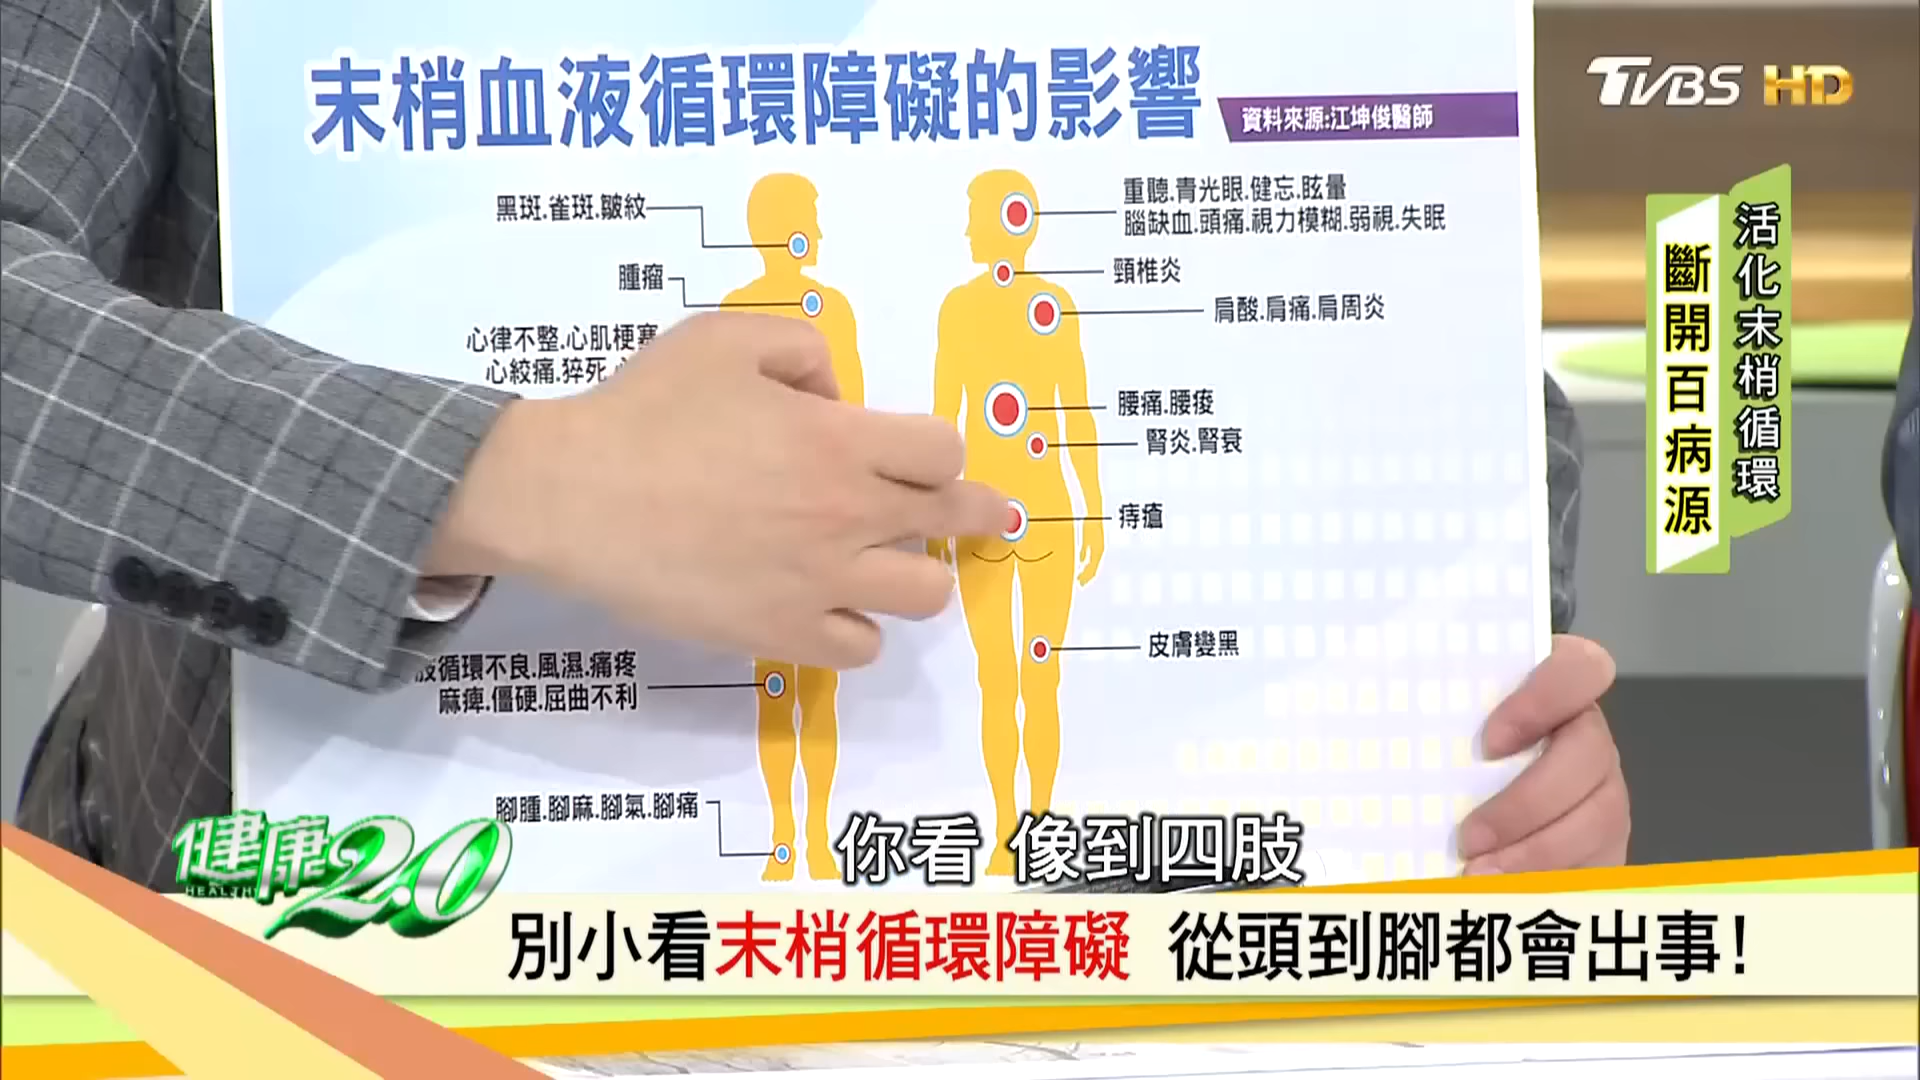 末梢血液循環障礙的影響
資料來源:江坤俊醫師
TVBS HD
黑斑.雀斑.皺紋
腫瘤
心律不整.心肌梗塞
心絞痛.猝死
肢循環不良.風濕.痛疼
麻痺.僵硬.屈曲不利
腳腫.腳麻.腳氣.腳痛
重聽.青光眼.健忘.眩暈
腦缺血.頭痛.視力模糊.弱視.失眠
頸椎炎
肩酸.肩痛.肩周炎
腰痛.腰痠
腎炎.腎衰
痔瘡
皮膚變黑
活化末梢循環
斷開百病源
你看 像到四肢
健康2.0
HEALTH
別小看末梢循環障礙 從頭到腳都會出事!